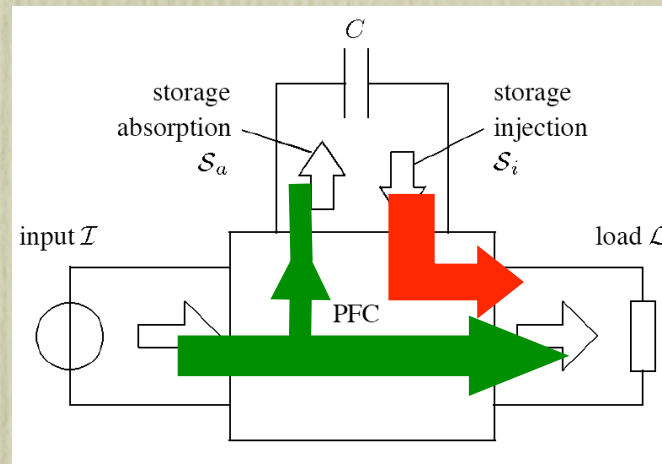 C
storage
absorption
𝒮a
storage
injection
𝒮i
input ℐ
load ℒ
PFC